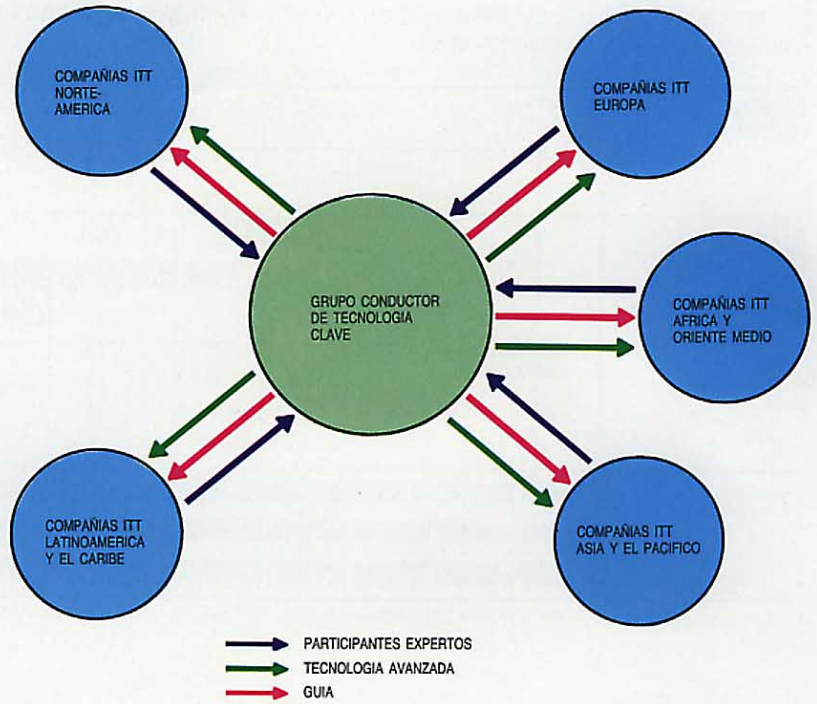 COMPAÑIAS ITT
NORTE-
AMERICA
COMPAÑIAS ITT
EUROPA
GRUPO CONDUCTOR
DE TECNOLOGIA
CLAVE
COMPAÑIAS ITT
AFRICA Y
ORIENTE MEDIO
COMPAÑIAS ITT
LATINOAMERICA
Y EL CARIBE
COMPAÑIAS ITT
ASIA Y EL PACIFICO
PARTICIPANTES EXPERTOS
TECNOLOGIA AVANZADA
GUIA